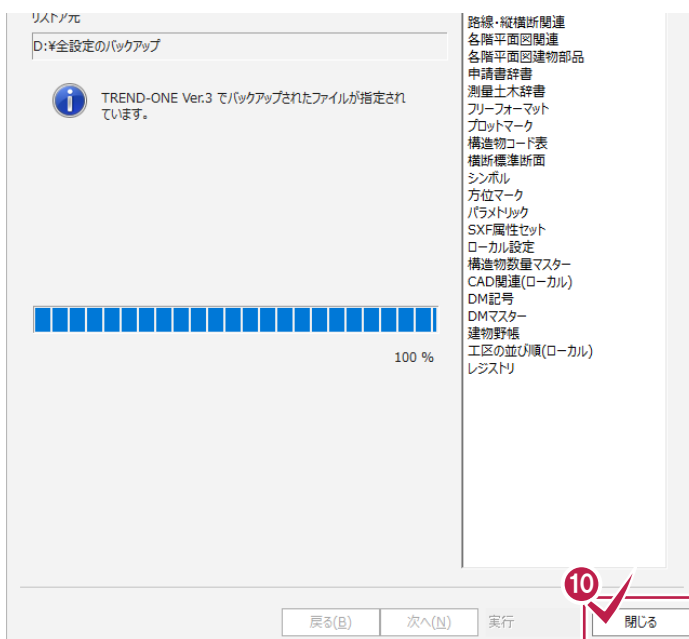 リストア元
D:¥全設定のバックアップ
TREND-ONE Ver.3 でバックアップされたファイルが指定され
ています。
100 %
路線・縦横断関連
各階平面図関連
各階平面図建物部品
申請書辞書
測量土木辞書
フリーフォーマット
プロットマーク
構造物コード表
横断標準断面
シンボル
方位マーク
パラメトリック
SXF属性セット
ローカル設定
構造物数量マスター
CAD関連(ローカル)
DM記号
DMマスター
建物野帳
工区の並び順(ローカル)
レジストリ
10
戻る(B) 次へ(N) 実行 閉じる